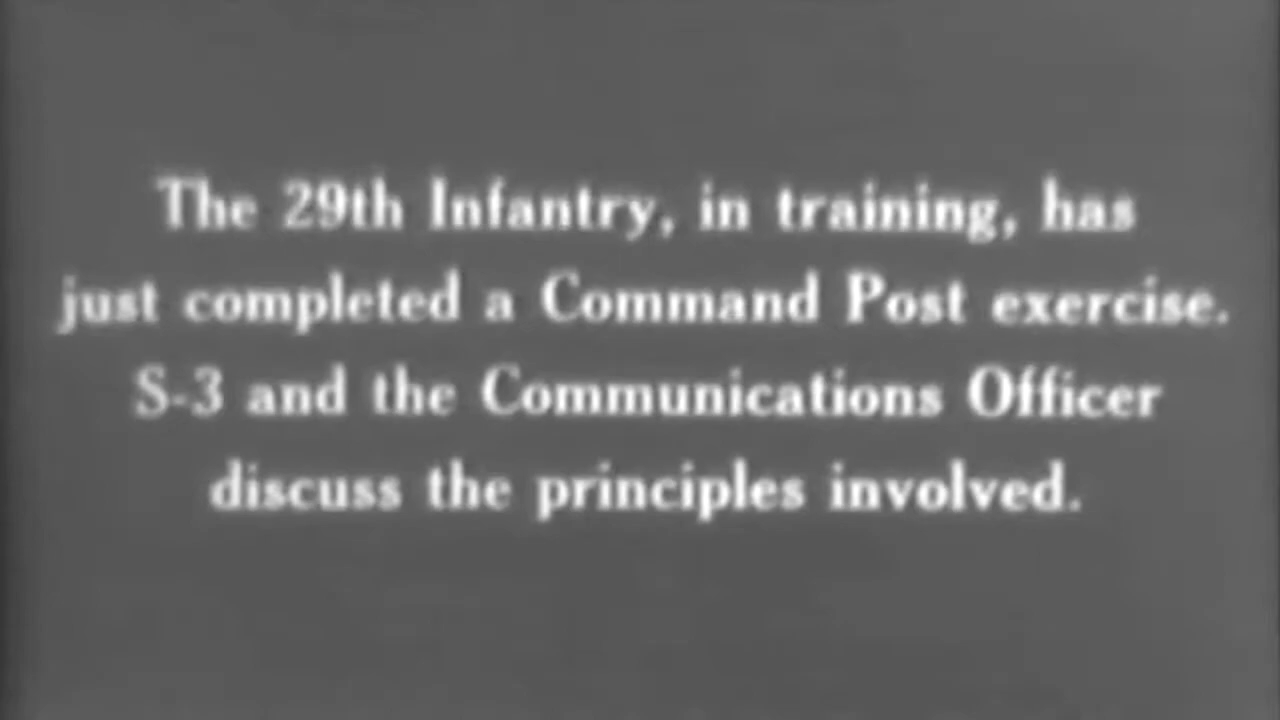 The 29th Infantry, in training, has
just completed a Command Post exercise.
S-3 and the Communications Officer
discuss the principles involved.